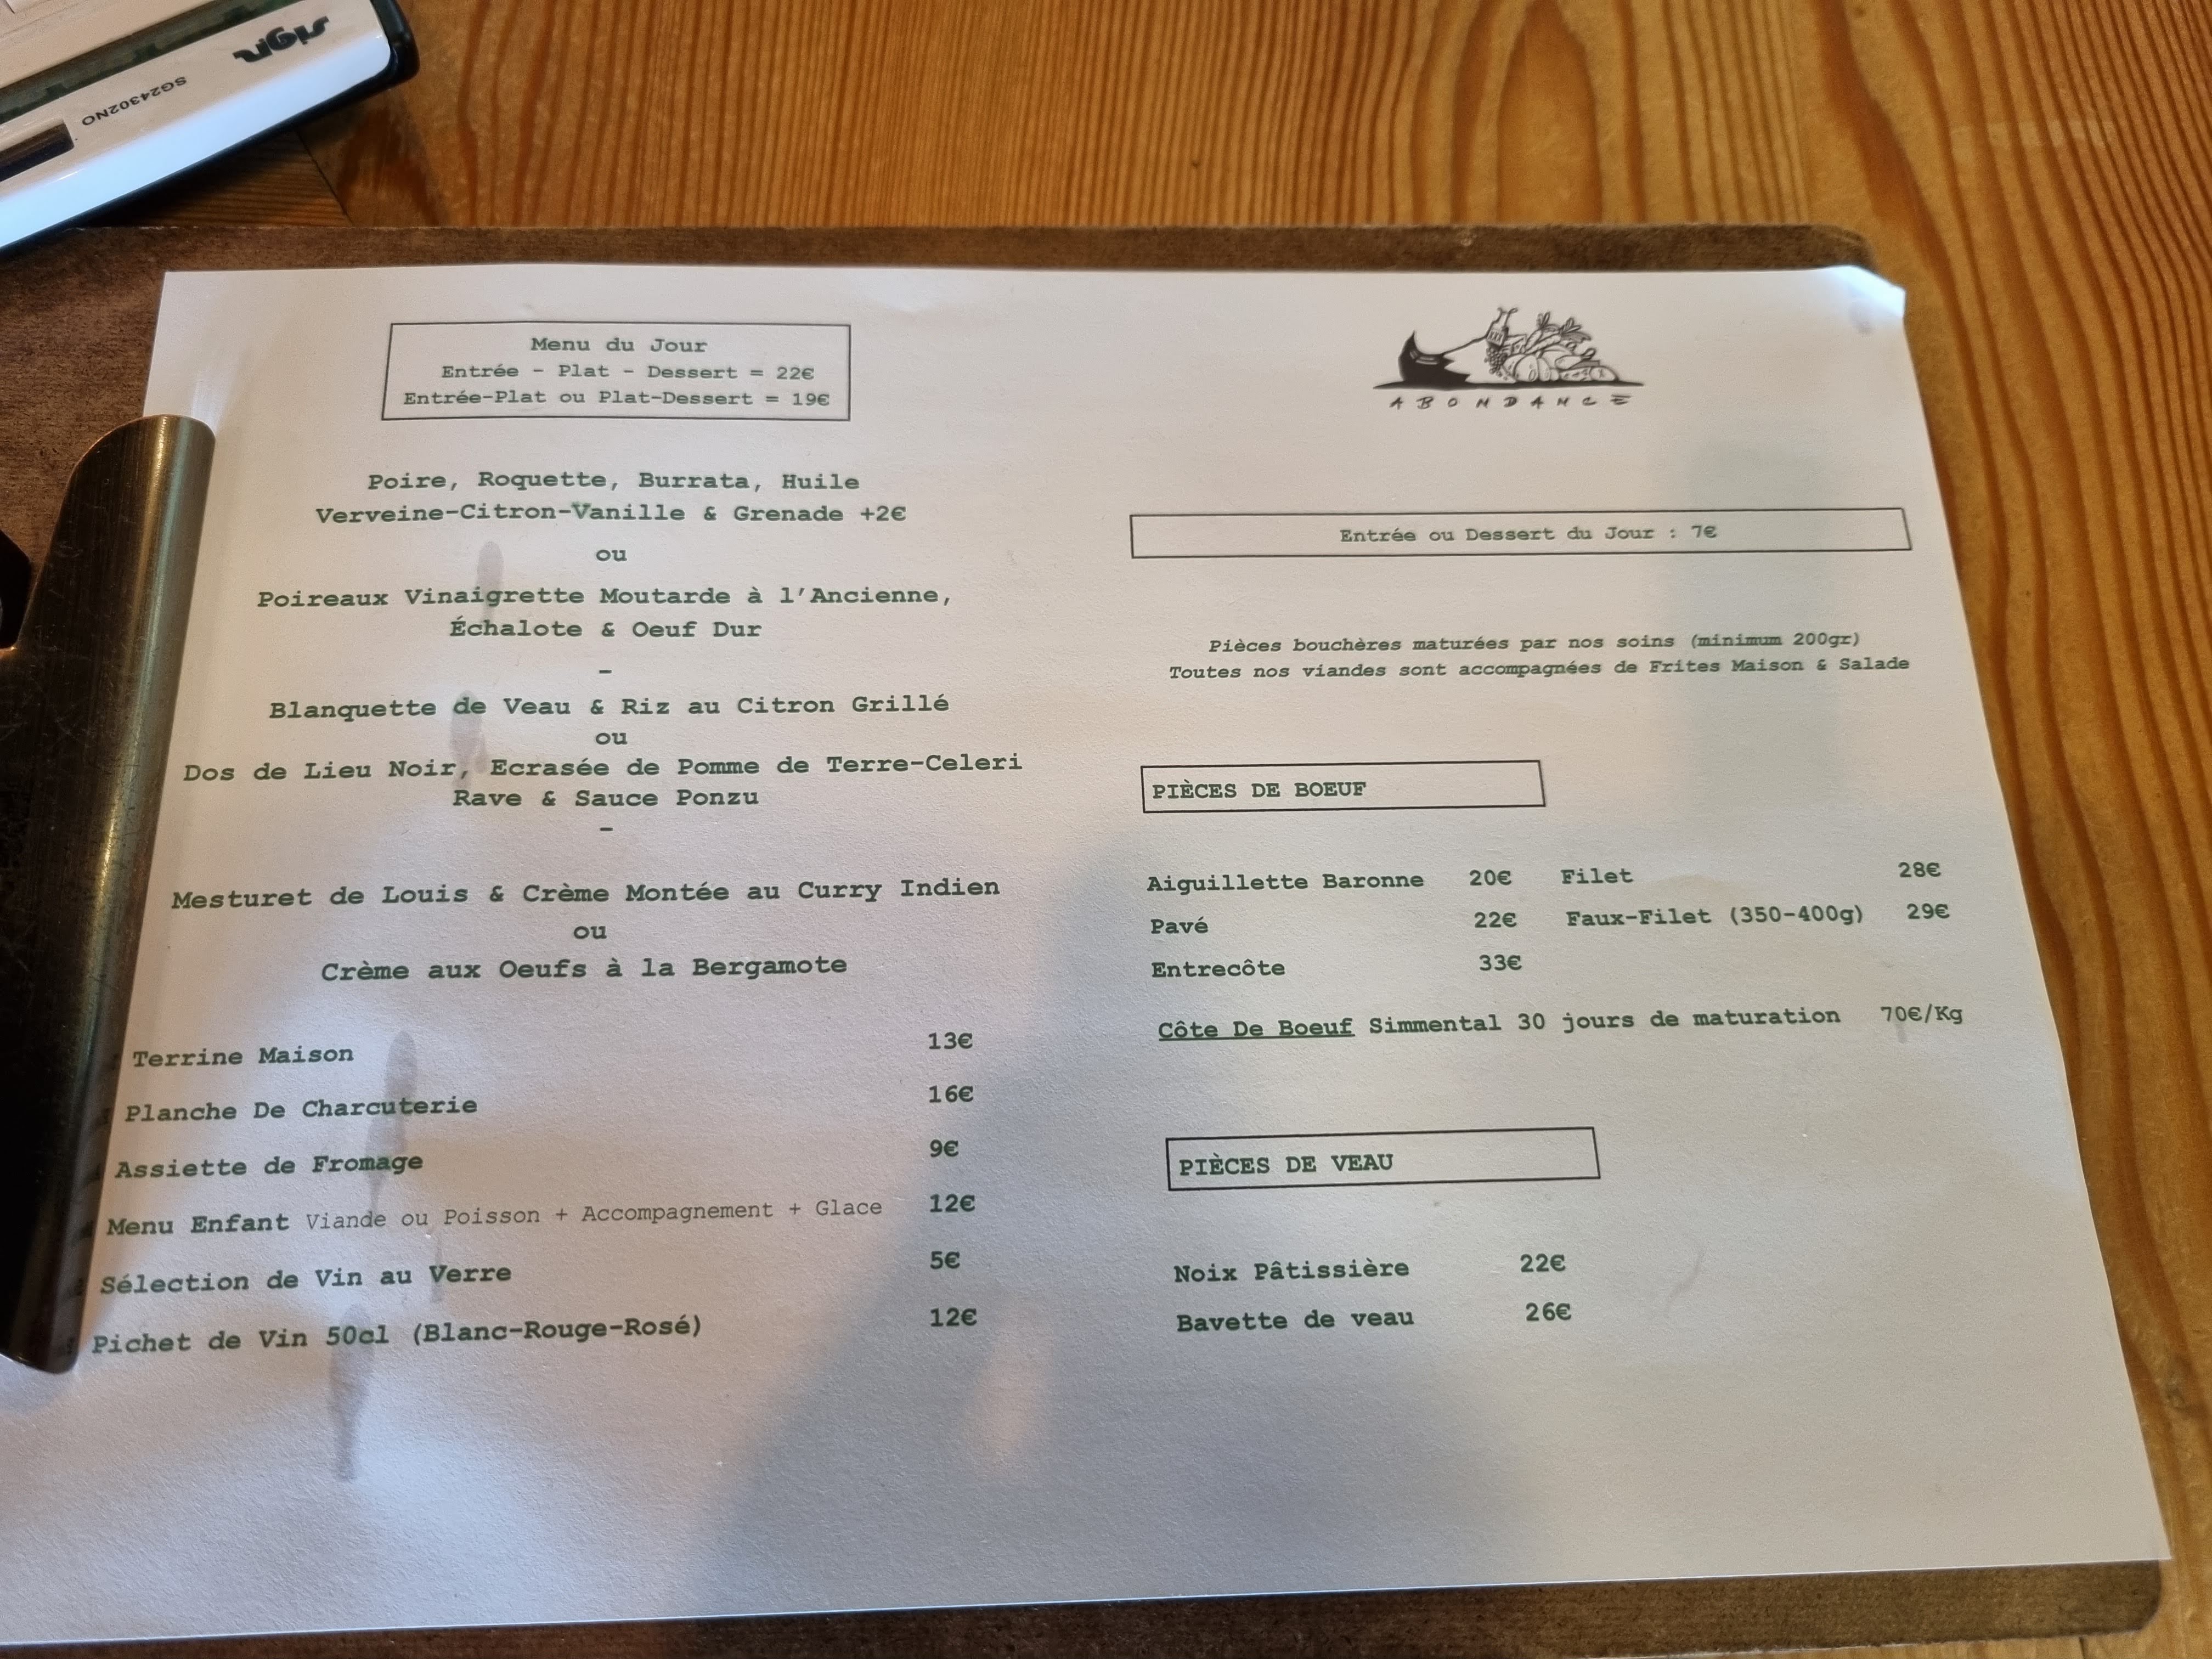 sign
SG24302NO
Menu du Jour
Entrée - Plat - Dessert = 22€
Entrée-Plat ou Plat-Dessert = 19€
Poire, Roquette, Burrata, Huile
Verveine-Citron-Vanille & Grenade +2€
ou
Poireaux Vinaigrette Moutarde à l'Ancienne,
Échalote & Oeuf Dur
-
Blanquette de Veau & Riz au Citron Grillé
ou
Dos de Lieu Noir, Ecrasée de Pomme de Terre-Celeri
Rave & Sauce Ponzu
-
Mesturet de Louis & Crème Montée au Curry Indien
ou
Crème aux Oeufs à la Bergamote
Terrine Maison 13€
Planche De Charcuterie 16€
Assiette de Fromage 9€
Menu Enfant Viande ou Poisson + Accompagnement + Glace 12€
Sélection de Vin au Verre 5€
Pichet de Vin 50cl (Blanc-Rouge-Rosé) 12€
ABONDANCE
Entrée ou Dessert du Jour : 7€
Pièces bouchères maturées par nos soins (minimum 200gr)
Toutes nos viandes sont accompagnées de Frites Maison & Salade
PIÈCES DE BOEUF
Aiguillette Baronne 20€ Filet 28€
Pavé 22€ Faux-Filet (350-400g) 29€
Entrecôte 33€
Côte De Boeuf Simmental 30 jours de maturation 70€/Kg
PIÈCES DE VEAU
Noix Pâtissière 22€
Bavette de veau 26€